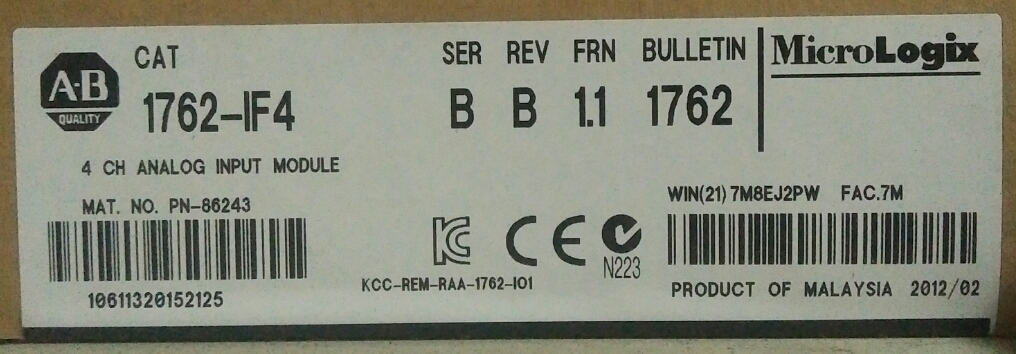 A-B
QUALITY
CAT
1762-IF4
SER REV FRN BULLETIN
B B 1.1 1762
MicroLogix
4 CH ANALOG INPUT MODULE
MAT. NO. PN-86243
10611320152125
KC CE
N223
KCC-REM-RAA-1762-IO1
WIN(21) 7M8EJ2PW FAC.7M
PRODUCT OF MALAYSIA 2012/02